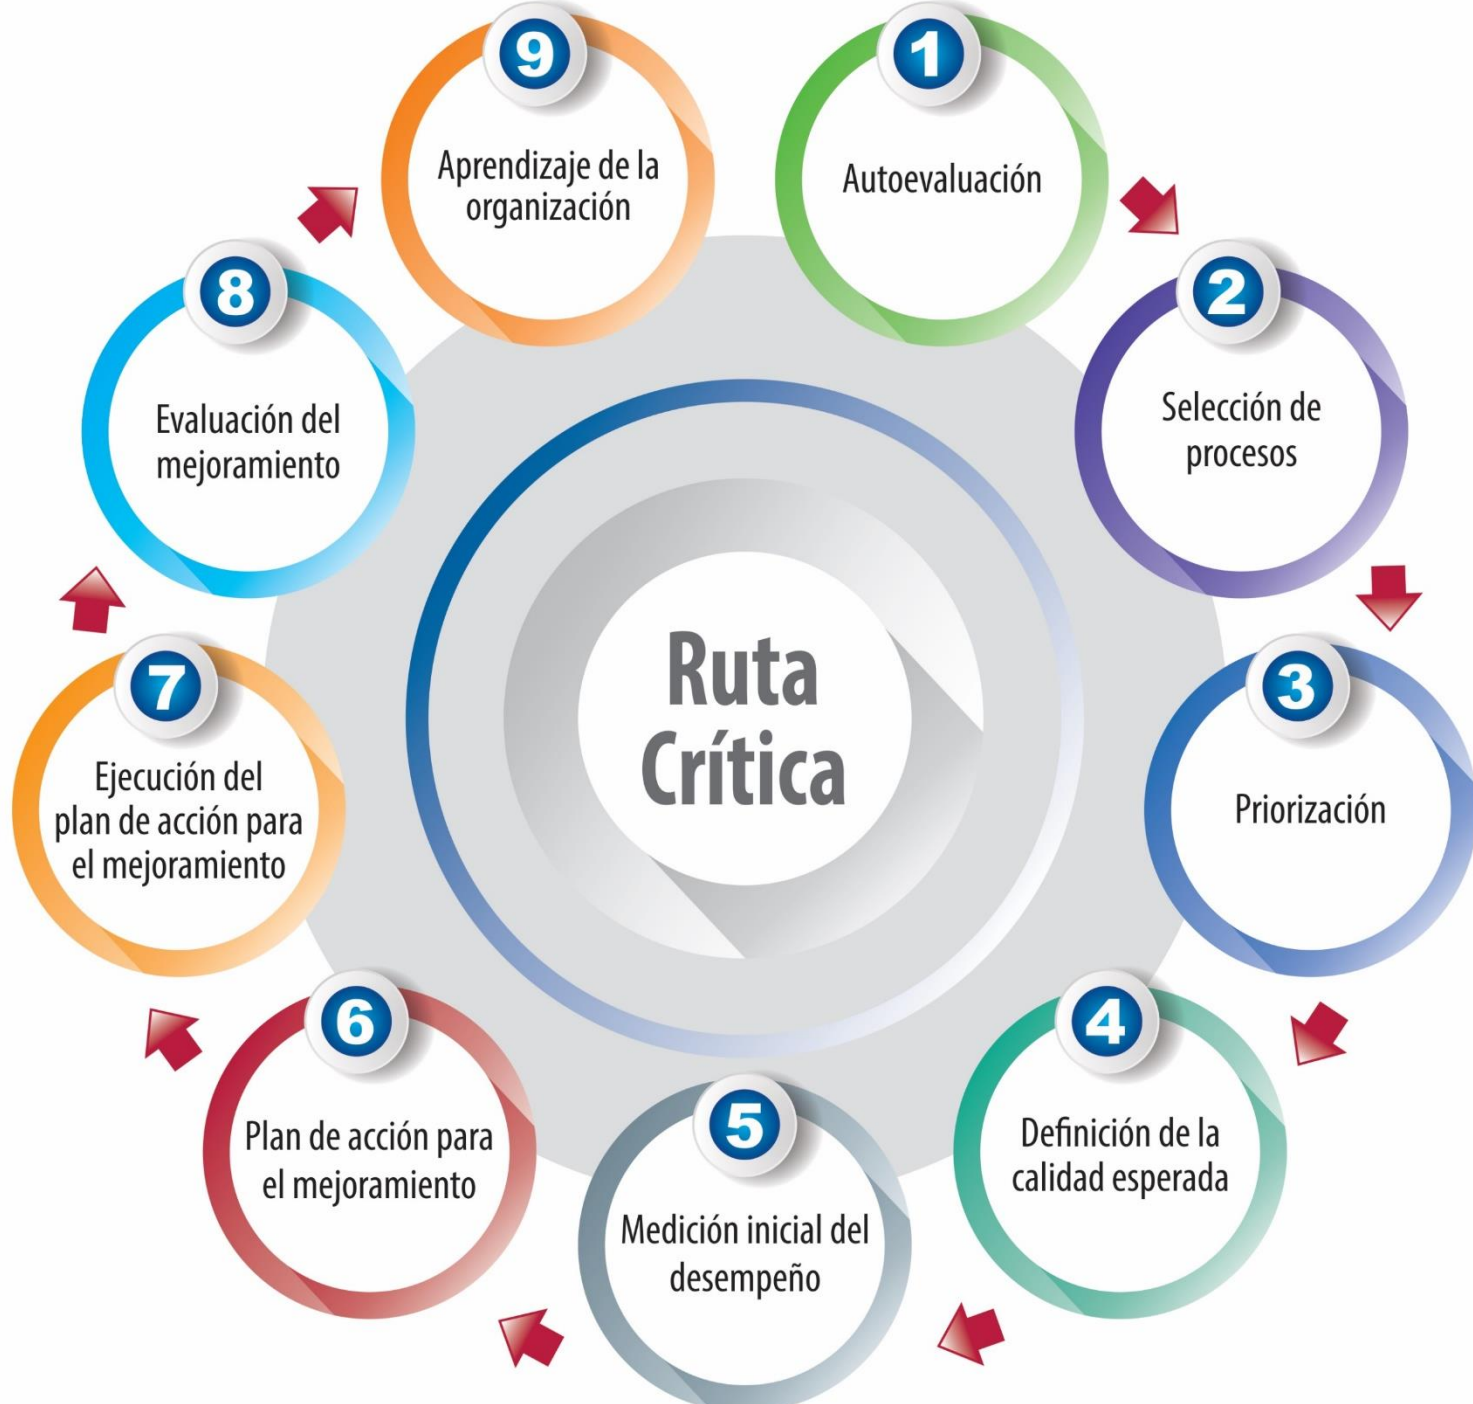 Ruta
Crítica
1
Autoevaluación
2
Selección de
procesos
3
Priorización
4
Definición de la
calidad esperada
5
Medición inicial del
desempeño
6
Plan de acción para
el mejoramiento
7
Ejecución del
plan de acción para
el mejoramiento
8
Evaluación del
mejoramiento
9
Aprendizaje de la
organización